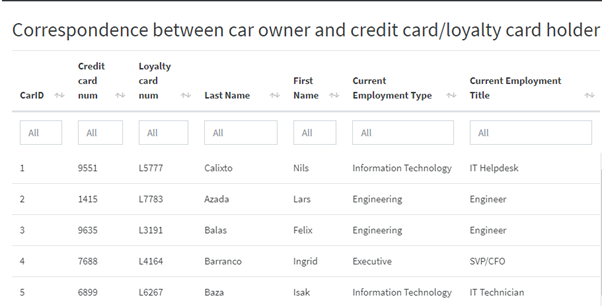 Correspondence between car owner and credit card/loyalty card holder
CarID Credit card num Loyalty card num Last Name First Name Current Employment Type Current Employment Title
All All All All All All All
1 9551 L5777 Calixto Nils Information Technology IT Helpdesk
2 1415 L7783 Azada Lars Engineering Engineer
3 9635 L3191 Balas Felix Engineering Engineer
4 7688 L4164 Barranco Ingrid Executive SVP/CFO
5 6899 L6267 Baza Isak Information Technology IT Technician